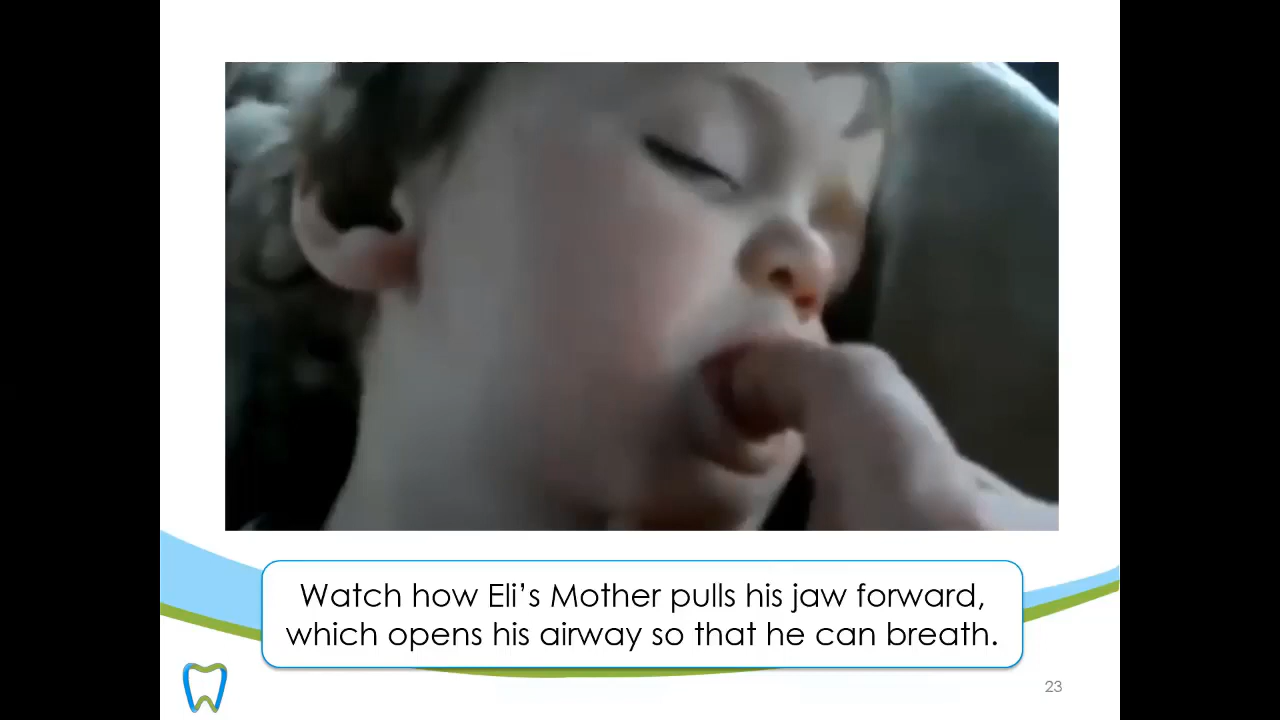 Watch how Eli’s Mother pulls his jaw forward,
which opens his airway so that he can breath.
23